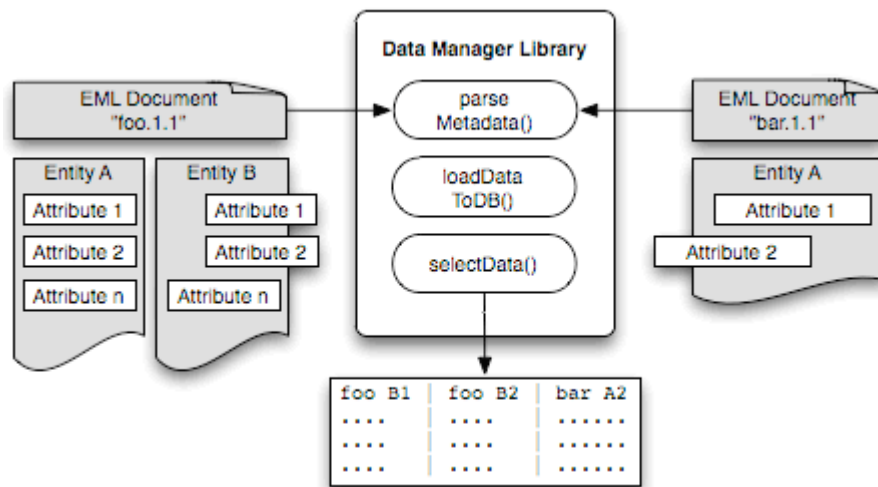 Data Manager Library
EML Document
"foo.1.1"
parse
Metadata()
EML Document
"bar.1.1"
Entity A
Attribute 1
Attribute 2
Attribute n
Entity B
Attribute 1
Attribute 2
Attribute n
loadData
ToDB()
selectData()
Entity A
Attribute 1
Attribute 2
foo B1 | foo B2 | bar A2
.... | .... | ......
.... | .... | ......
.... | .... | ......